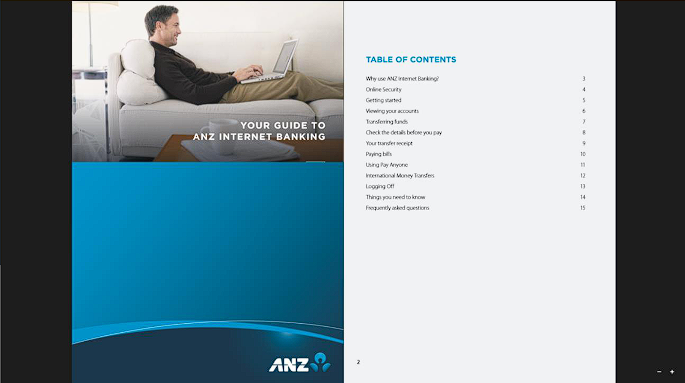 YOUR GUIDE TO
ANZ INTERNET BANKING
ANZ
TABLE OF CONTENTS
Why use ANZ Internet Banking? 3
Online Security 4
Getting started 5
Viewing your accounts 6
Transferring funds 7
Check the details before you pay 8
Your transfer receipt 9
Paying bills 10
Using Pay Anyone 11
International Money Transfers 12
Logging Off 13
Things you need to know 14
Frequently asked questions 15
2